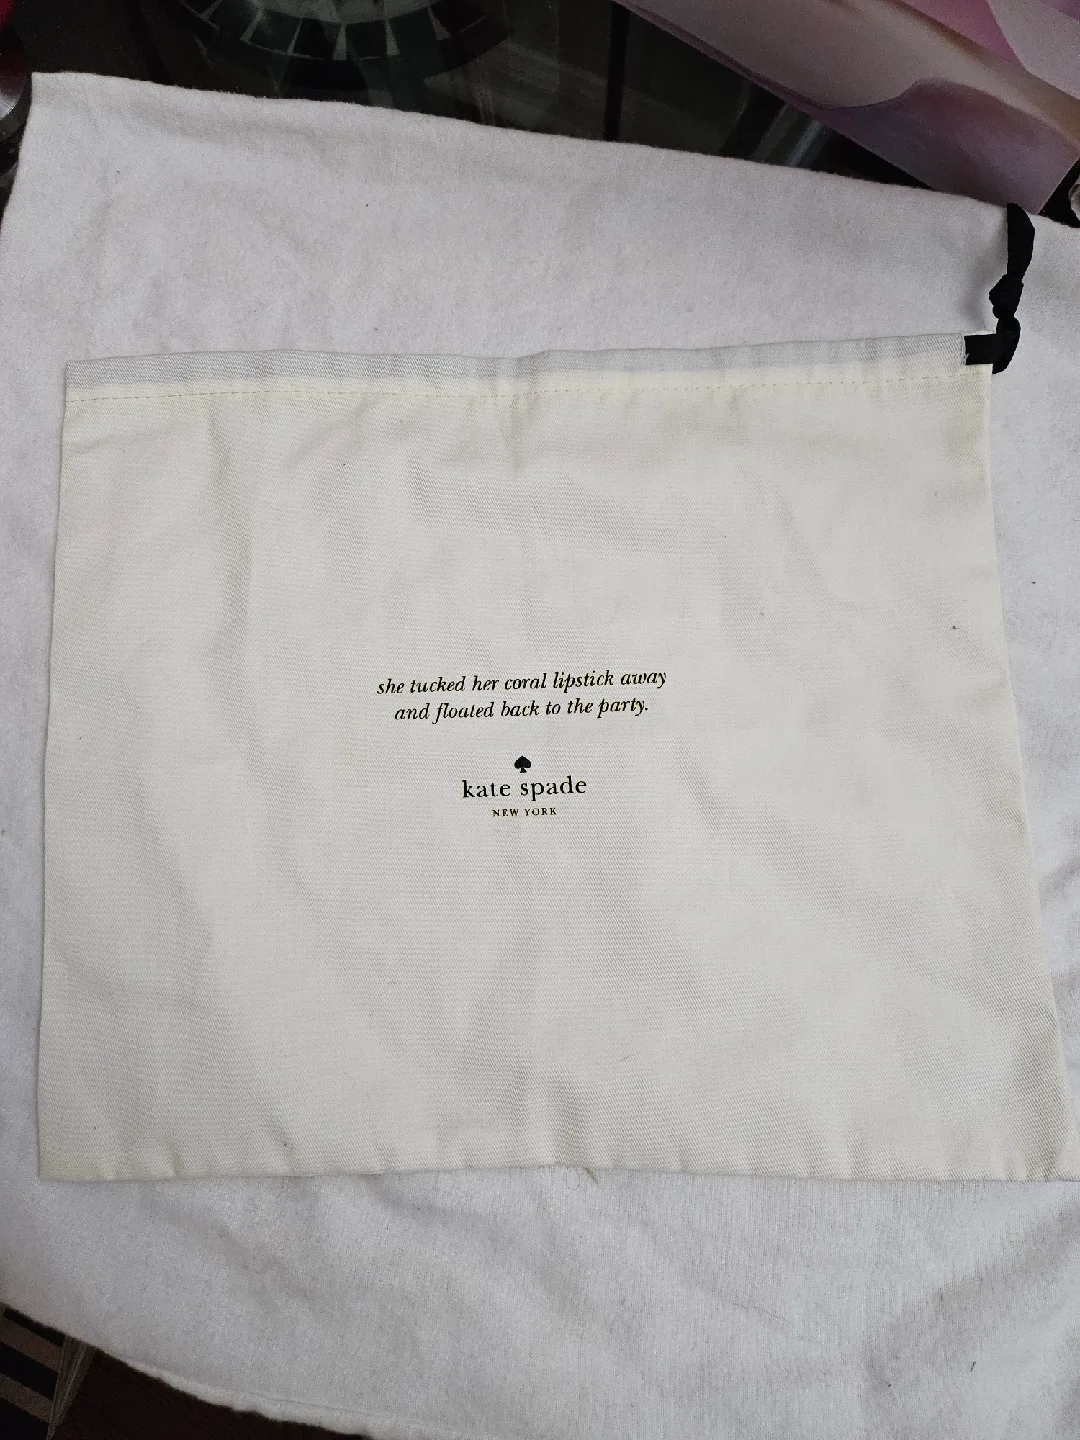 she tucked her coral lipstick away
and floated back to the party.
kate spade
NEW YORK